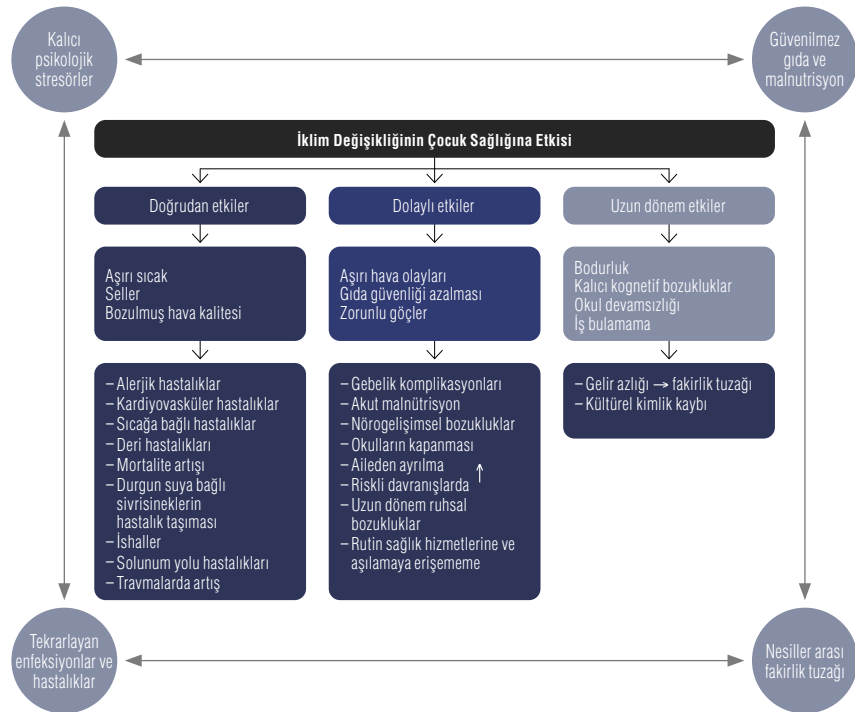 Kalıcı
psikolojik
stresörler
Güvenilmez
gıda ve
malnutrisyon
İklim Değişikliğinin Çocuk Sağlığına Etkisi
Doğrudan etkiler
Aşırı sıcak
Seller
Bozulmuş hava kalitesi
– Alerjik hastalıklar
– Kardiyovasküler hastalıklar
– Sıcağa bağlı hastalıklar
– Deri hastalıkları
– Mortalite artışı
– Durgun suya bağlı
sivrisineklerin
hastalık taşıması
– İshaller
– Solunum yolu hastalıkları
– Travmalarda artış
Dolaylı etkiler
Aşırı hava olayları
Gıda güvenliği azalması
Zorunlu göçler
– Gebelik komplikasyonları
– Akut malnütrisyon
– Nörogelişimsel bozukluklar
– Okulların kapanması
– Aileden ayrılma
– Riskli davranışlarda ↑
– Uzun dönem ruhsal
bozukluklar
– Rutin sağlık hizmetlerine ve
aşılamaya erişememe
Uzun dönem etkiler
Bodurluk
Kalıcı kognetif bozukluklar
Okul devamsızlığı
İş bulamama
– Gelir azlığı → fakirlik tuzağı
– Kültürel kimlik kaybı
Tekrarlayan
enfeksiyonlar ve
hastalıklar
Nesiller arası
fakirlik tuzağı